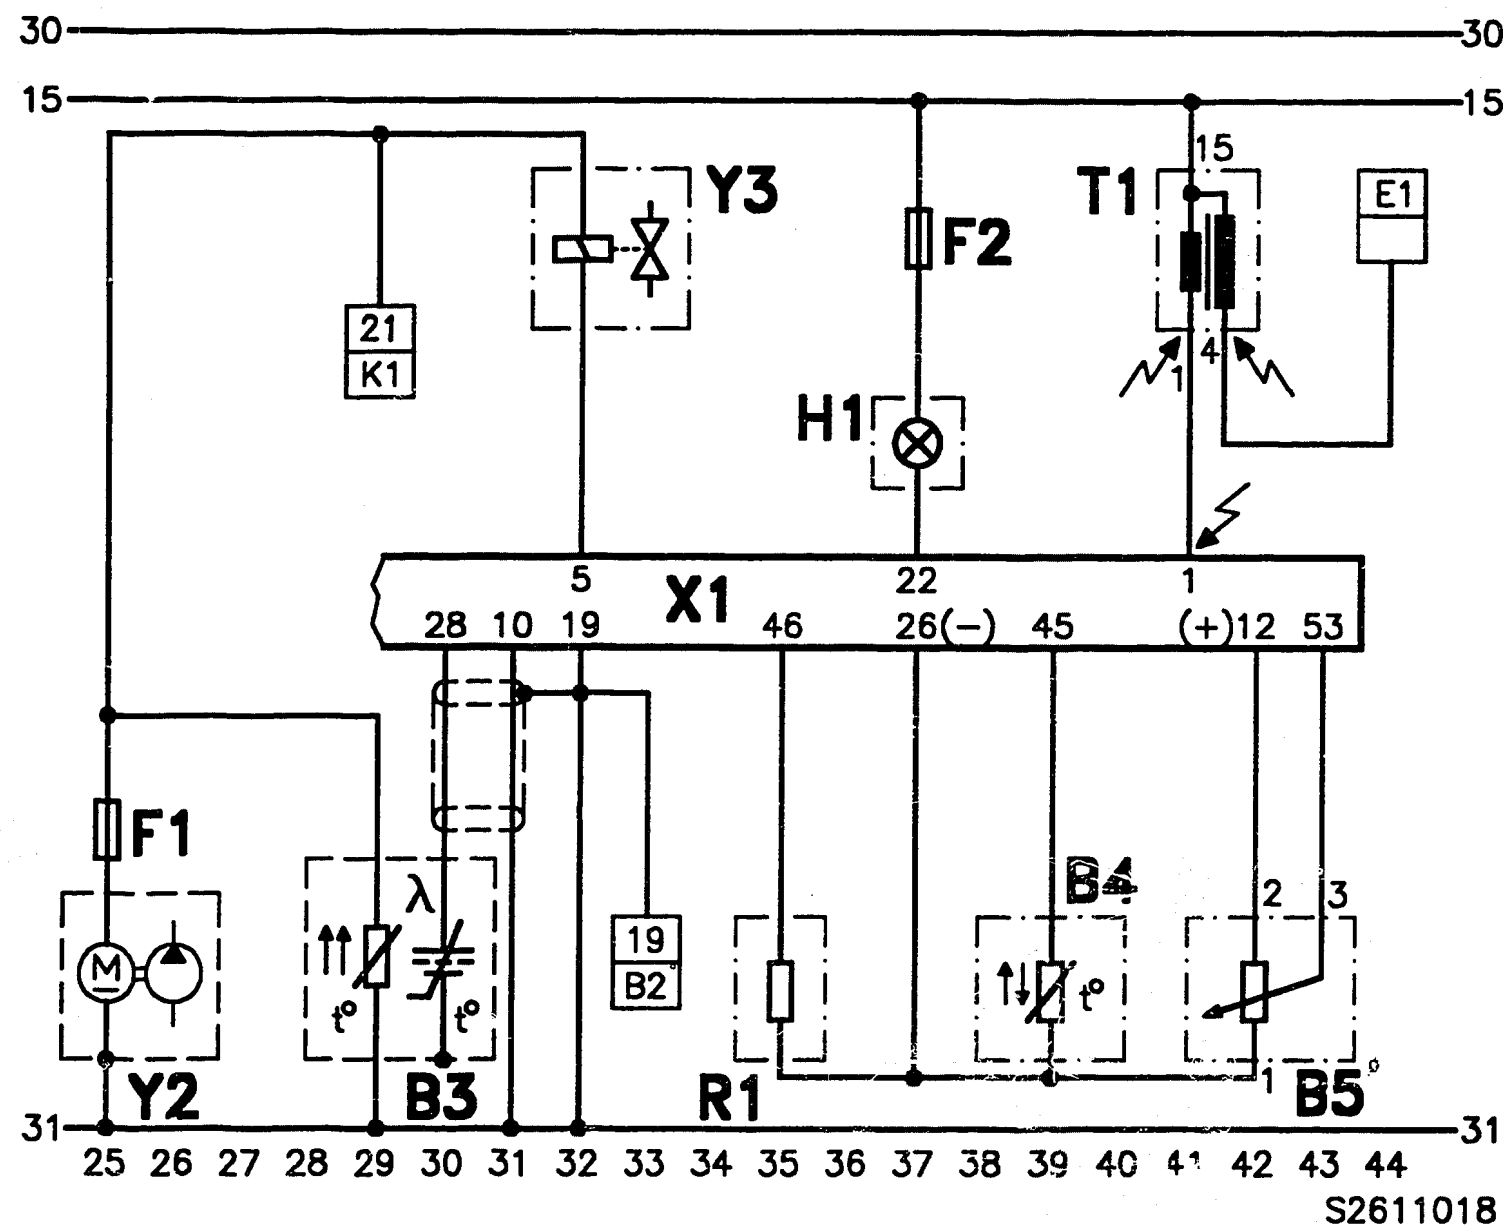 30 30
15 15
15
Y3 T1 E1
F2
21
K1
4
1
H1
5 22 1
X1
28 10 19 46 26(-) 45 (+)12 53
F1
λ B4 2 3
19
B2
M
t° t° t°
Y2 B3 R1 1 B5
31 31
25 26 27 28 29 30 31 32 33 34 35 36 37 38 39 40 41 42 43 44
S2611018